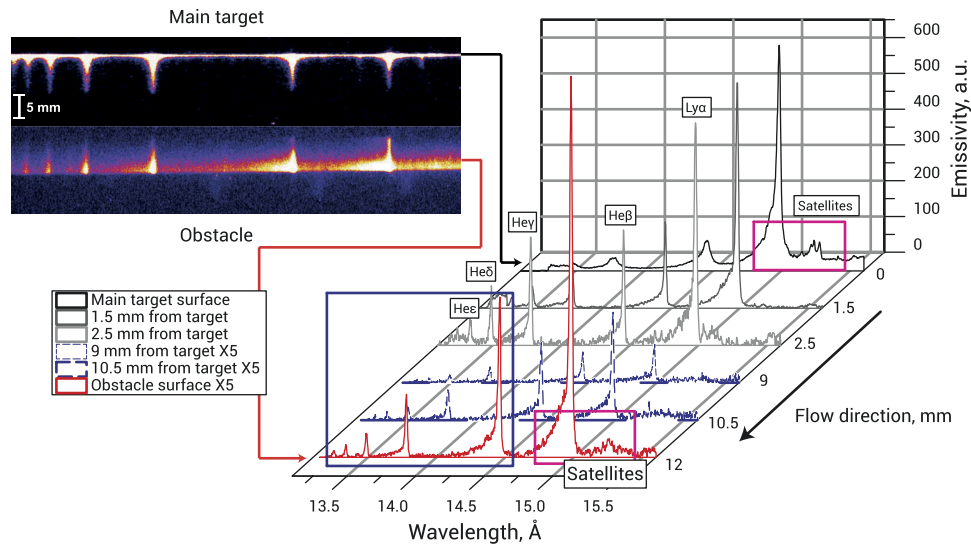 Main target
5 mm
Obstacle
Main target surface
1.5 mm from target
2.5 mm from target
9 mm from target X5
10.5 mm from target X5
Obstacle surface X5
Heε
Heδ
Heγ
Heβ
Lyα
Satellites
Satellites
600
500
400
300
200
100
0
Emissivity, a.u.
0
1.5
2.5
9
10.5
12
Flow direction, mm
13.5
14.0
14.5
15.0
15.5
Wavelength, Å